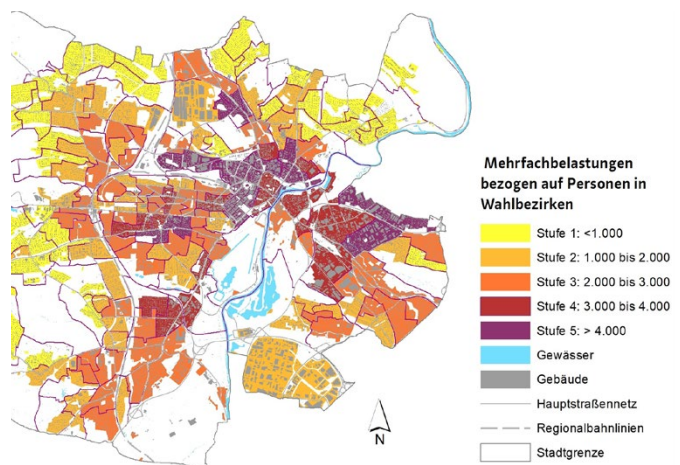 Mehrfachbelastungen
bezogen auf Personen in
Wahlbezirken
Stufe 1: <1.000
Stufe 2: 1.000 bis 2.000
Stufe 3: 2.000 bis 3.000
Stufe 4: 3.000 bis 4.000
Stufe 5: > 4.000
Gewässer
Gebäude
Hauptstraßennetz
Regionalbahnlinien
Stadtgrenze
N